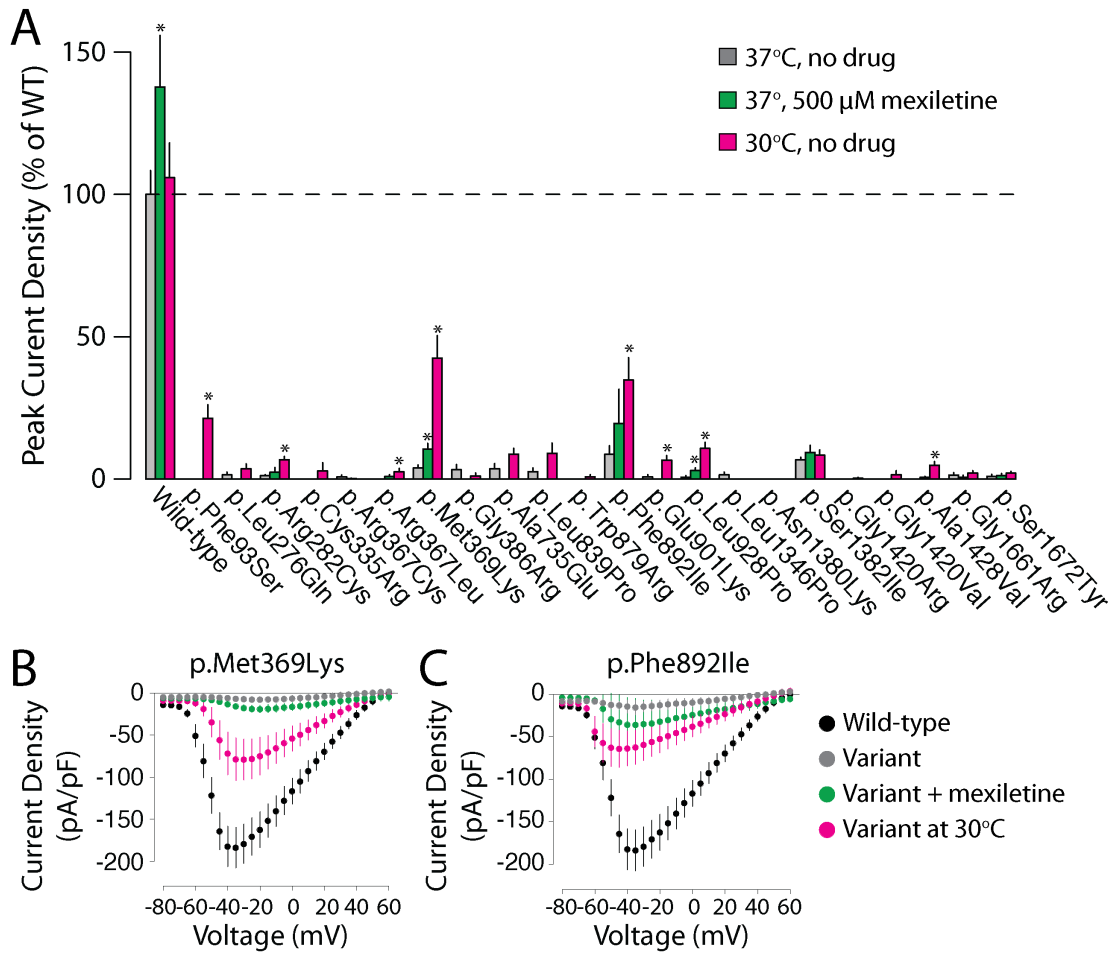 A
Peak Curent Density (% of WT)
150
100
50
0
37°C, no drug
37°, 500 µM mexiletine
30°C, no drug
*
*
*
*
*
*
*
*
*
*
*
Wild-type
p.Phe93Ser
p.Leu276Gln
p.Arg282Cys
p.Cys335Arg
p.Arg367Cys
p.Arg367Leu
p.Met369Lys
p.Gly386Arg
p.Ala735Glu
p.Leu839Pro
p.Trp879Arg
p.Phe892Ile
p.Glu901Lys
p.Leu928Pro
p.Leu1346Pro
p.Asn1380Lys
p.Ser1382Ile
p.Gly1420Arg
p.Gly1420Val
p.Ala1428Val
p.Gly1661Arg
p.Ser1672Tyr
B
p.Met369Lys
Current Density
(pA/pF)
0
-50
-100
-150
-200
-80 -60 -40 -20 0 20 40 60
Voltage (mV)
C
p.Phe892Ile
Current Density
(pA/pF)
0
-50
-100
-150
-200
-80 -60 -40 -20 0 20 40 60
Voltage (mV)
Wild-type
Variant
Variant + mexiletine
Variant at 30°C